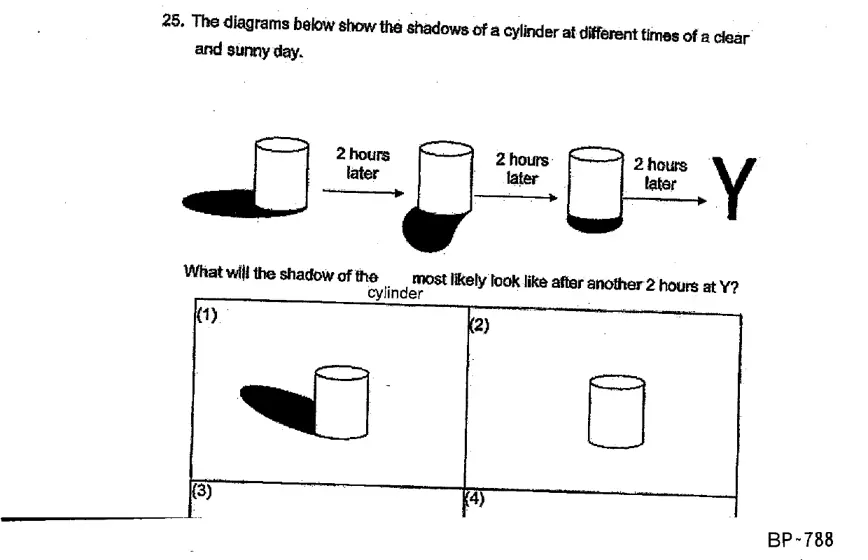 25. The diagrams below show the shadows of a cylinder at different times of a clear
and sunny day.
2 hours
later
2 hours
later
2 hours
later
Y
What will the shadow of the most likely look like after another 2 hours at Y?
cylinder
(1)
(2)
(3)
(4)
BP-788